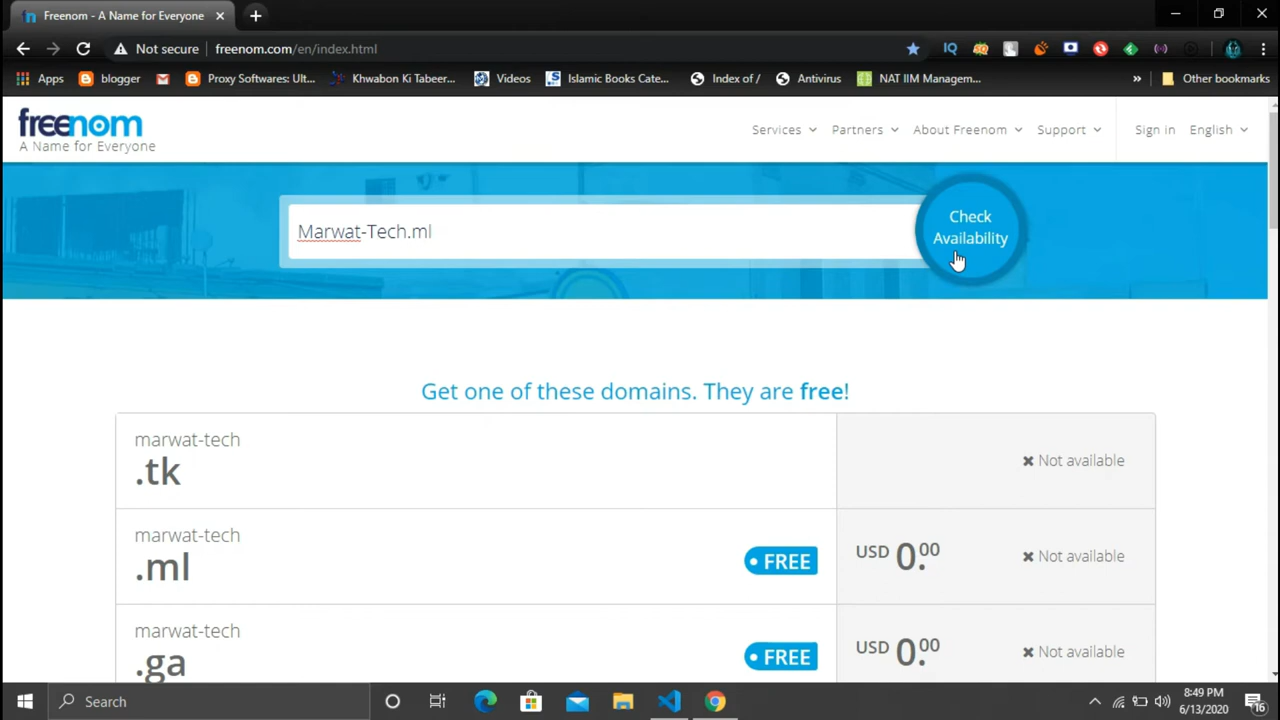 Freenom - A Name for Everyone
Not secure
freenom.com/en/index.html
IQ
Apps
blogger
Proxy Softwares: Ult...
Khwabon Ki Tabeer...
Videos
Islamic Books Cate...
Index of /
Antivirus
NAT IIM Managem...
»
Other bookmarks
freenom
A Name for Everyone
Services
Partners
About Freenom
Support
Sign in
English
Marwat-Tech.ml
Check
Availability
Get one of these domains. They are free!
marwat-tech
.tk
Not available
marwat-tech
.ml
FREE
USD 0.00
Not available
marwat-tech
.ga
FREE
USD 0.00
Not available
Search
8:49 PM
6/13/2020
16